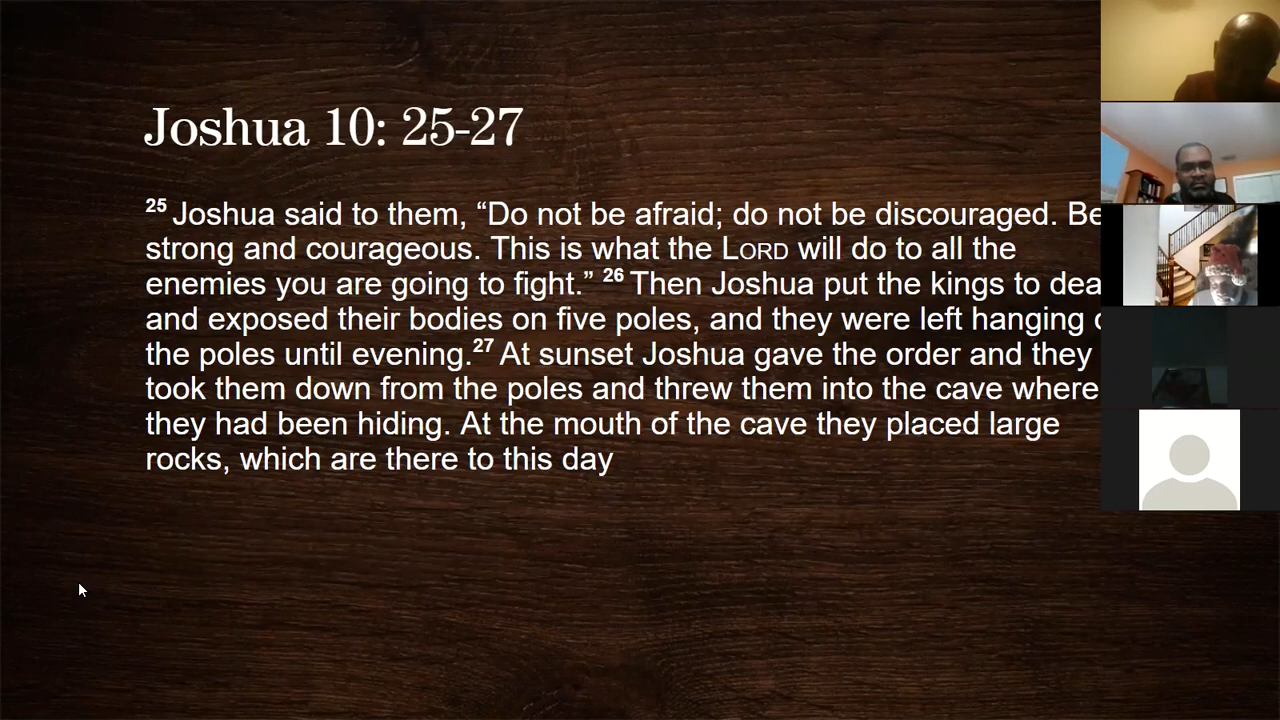 Joshua 10: 25-27
25 Joshua said to them, “Do not be afraid; do not be discouraged. Be
strong and courageous. This is what the LORD will do to all the
enemies you are going to fight.” 26 Then Joshua put the kings to
and exposed their bodies on five poles, and they were left hanging
the poles until evening.27 At sunset Joshua gave the order and they
took them down from the poles and threw them into the cave where
they had been hiding. At the mouth of the cave they placed large
rocks, which are there to this day